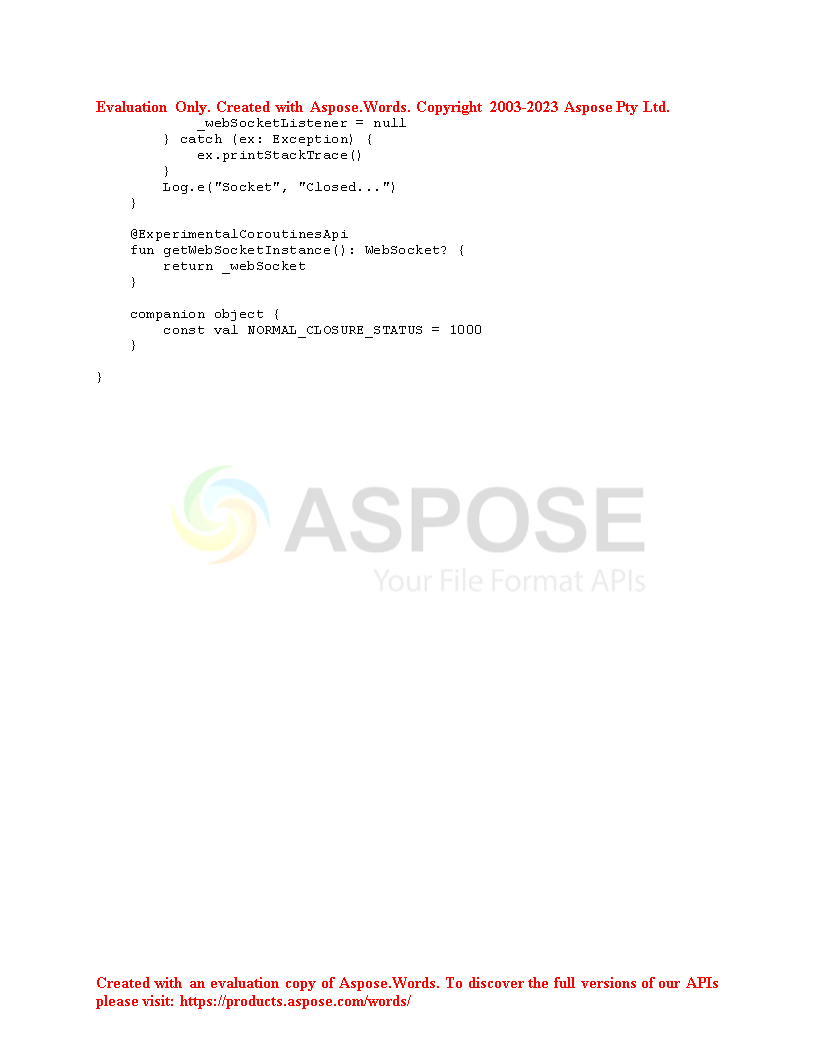 Evaluation Only. Created with Aspose.Words. Copyright 2003-2023 Aspose Pty Ltd.
            _webSocketListener = null
        } catch (ex: Exception) {
            ex.printStackTrace()
        }
        Log.e("Socket", "Closed...")
    }

    @ExperimentalCoroutinesApi
    fun getWebSocketInstance(): WebSocket? {
        return _webSocket
    }

    companion object {
        const val NORMAL_CLOSURE_STATUS = 1000
    }

}
ASPOSE
Your File Format APIs
Created with an evaluation copy of Aspose.Words. To discover the full versions of our APIs
please visit: https://products.aspose.com/words/